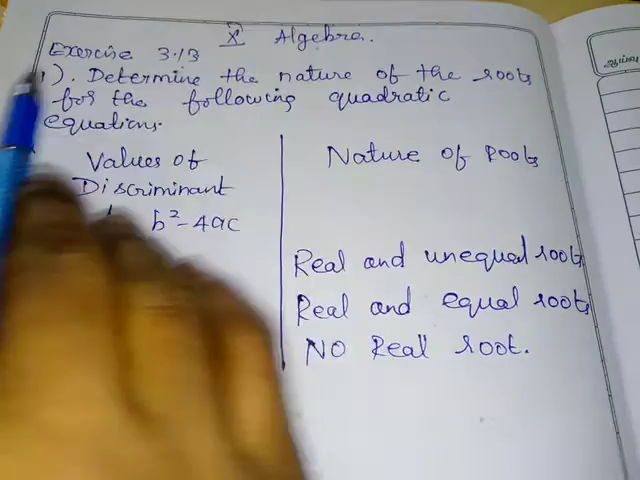 X Algebra.
Exercise 3.13
1). Determine the nature of the roots
for the following quadratic
equations.
Values of
Discriminant
b²-4ac
Nature of Roots
Real and unequal roots
Real and equal roots
NO Real root.
ஆய்வு